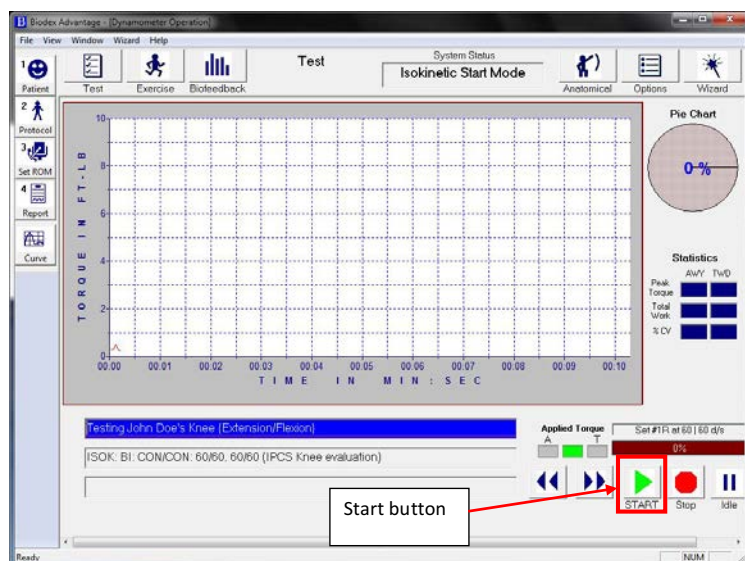 B Biodex Advantage - [Dynamometer Operation]
File View Window Wizard Help
1
Patient
2
Protocol
3
Set ROM
4
Report
Curve
Test
Exercise
Biofeedback
Test
System Status
Isokinetic Start Mode
Anatomical
Options
Wizard
TORQUE IN FT-LB
10
8
6
4
2
0
00.00 00.01 00.02 00.03 00.04 00.05 00.06 00.07 00.08 00.09 00.10
TIME IN MIN:SEC
Pie Chart
0 %
Statistics
AWY TWD
Peak
Torque
Total
Work
% CV
Testing John Doe's Knee (Extension/Flexion)
ISOK: BI: CON/CON: 60/60, 60/60 (IPCS Knee evaluation)
Applied Torque
A T
Set #1R at 60 | 60 d/s
0%
START
Stop
Idle
Start button
Ready
NUM